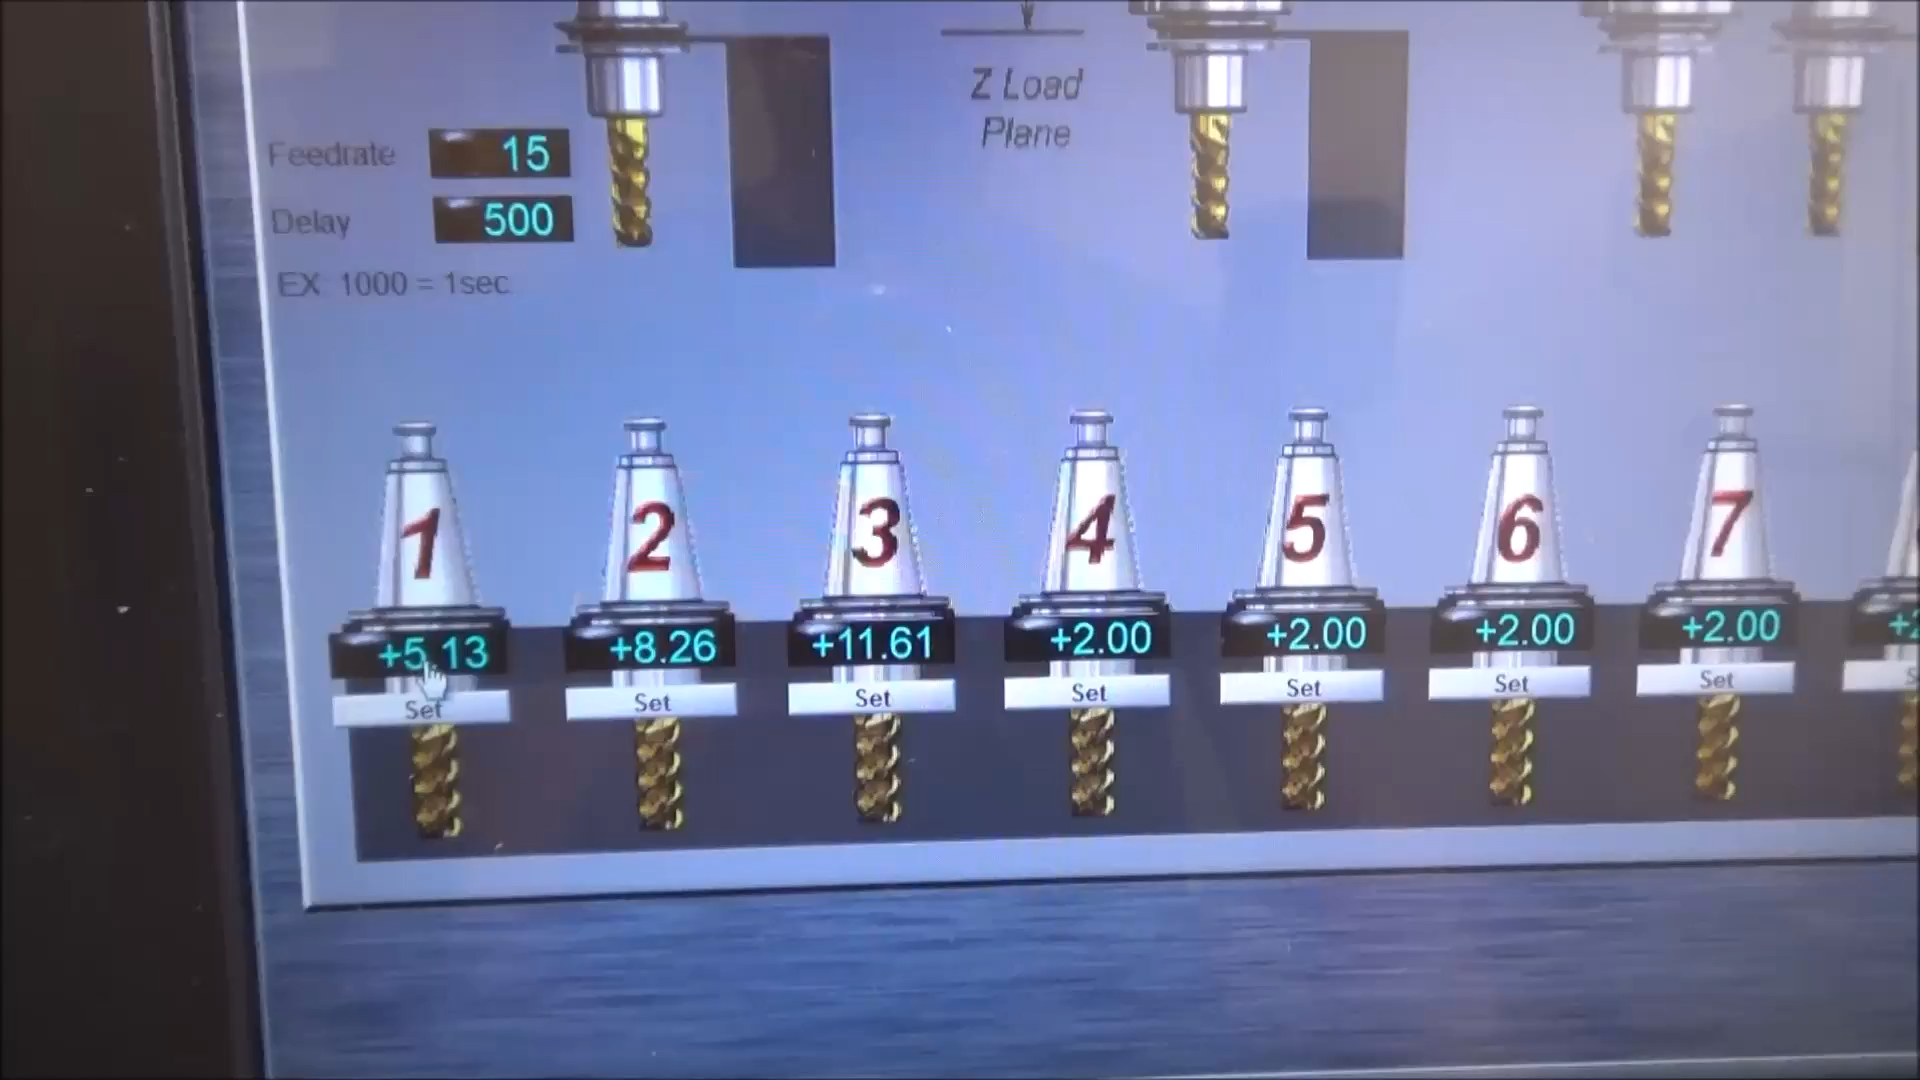 Z Load
Plane
Feedrate 15
Delay 500
EX: 1000 = 1sec
1 2 3 4 5 6 7
+5.13 +8.26 +11.61 +2.00 +2.00 +2.00 +2.00
Set Set Set Set Set Set Set